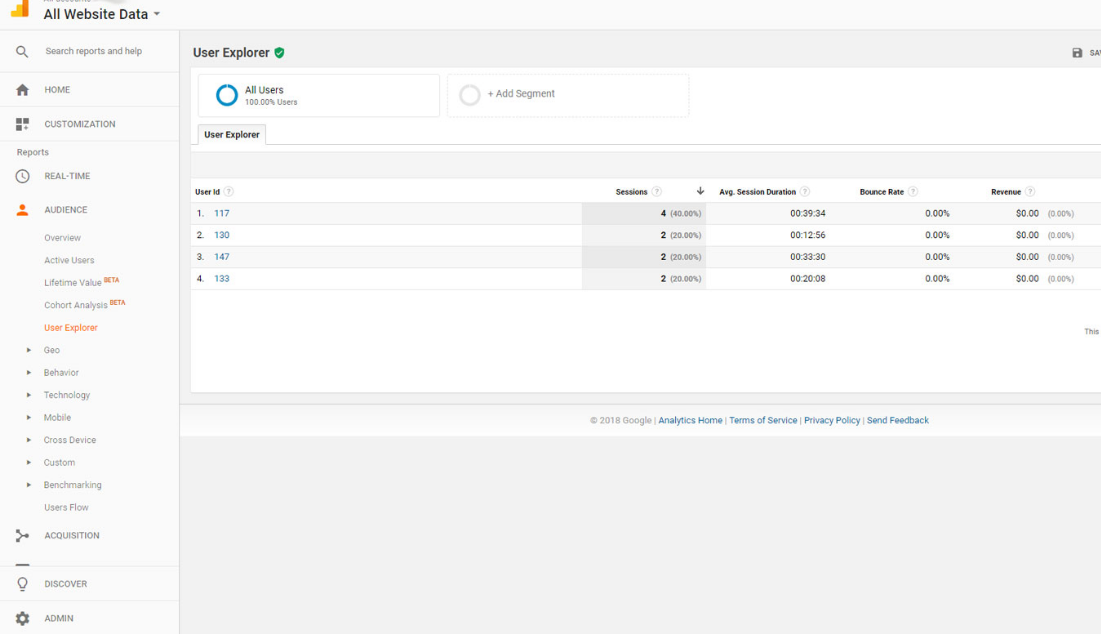 All Website Data
Search reports and help
User Explorer
SAV
HOME
All Users
100.00% Users
+ Add Segment
CUSTOMIZATION
User Explorer
Reports
REAL-TIME
User Id ? Sessions ? Avg. Session Duration ? Bounce Rate ? Revenue ?
1. 117 4 (40.00%) 00:39:34 0.00% $0.00 (0.00%)
2. 130 2 (20.00%) 00:12:56 0.00% $0.00 (0.00%)
3. 147 2 (20.00%) 00:33:30 0.00% $0.00 (0.00%)
4. 133 2 (20.00%) 00:20:08 0.00% $0.00 (0.00%)
This
AUDIENCE
Overview
Active Users
Lifetime Value BETA
Cohort Analysis BETA
User Explorer
Geo
Behavior
Technology
Mobile
Cross Device
Custom
Benchmarking
Users Flow
ACQUISITION
DISCOVER
ADMIN
© 2018 Google | Analytics Home | Terms of Service | Privacy Policy | Send Feedback